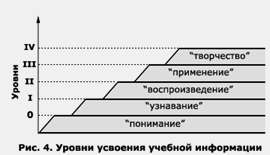 IV
"творчество"
III
"применение"
II
"воспроизведение"
I
"узнавание"
0
"понимание"
Уровни
Рис. 4. Уровни усвоения учебной информации